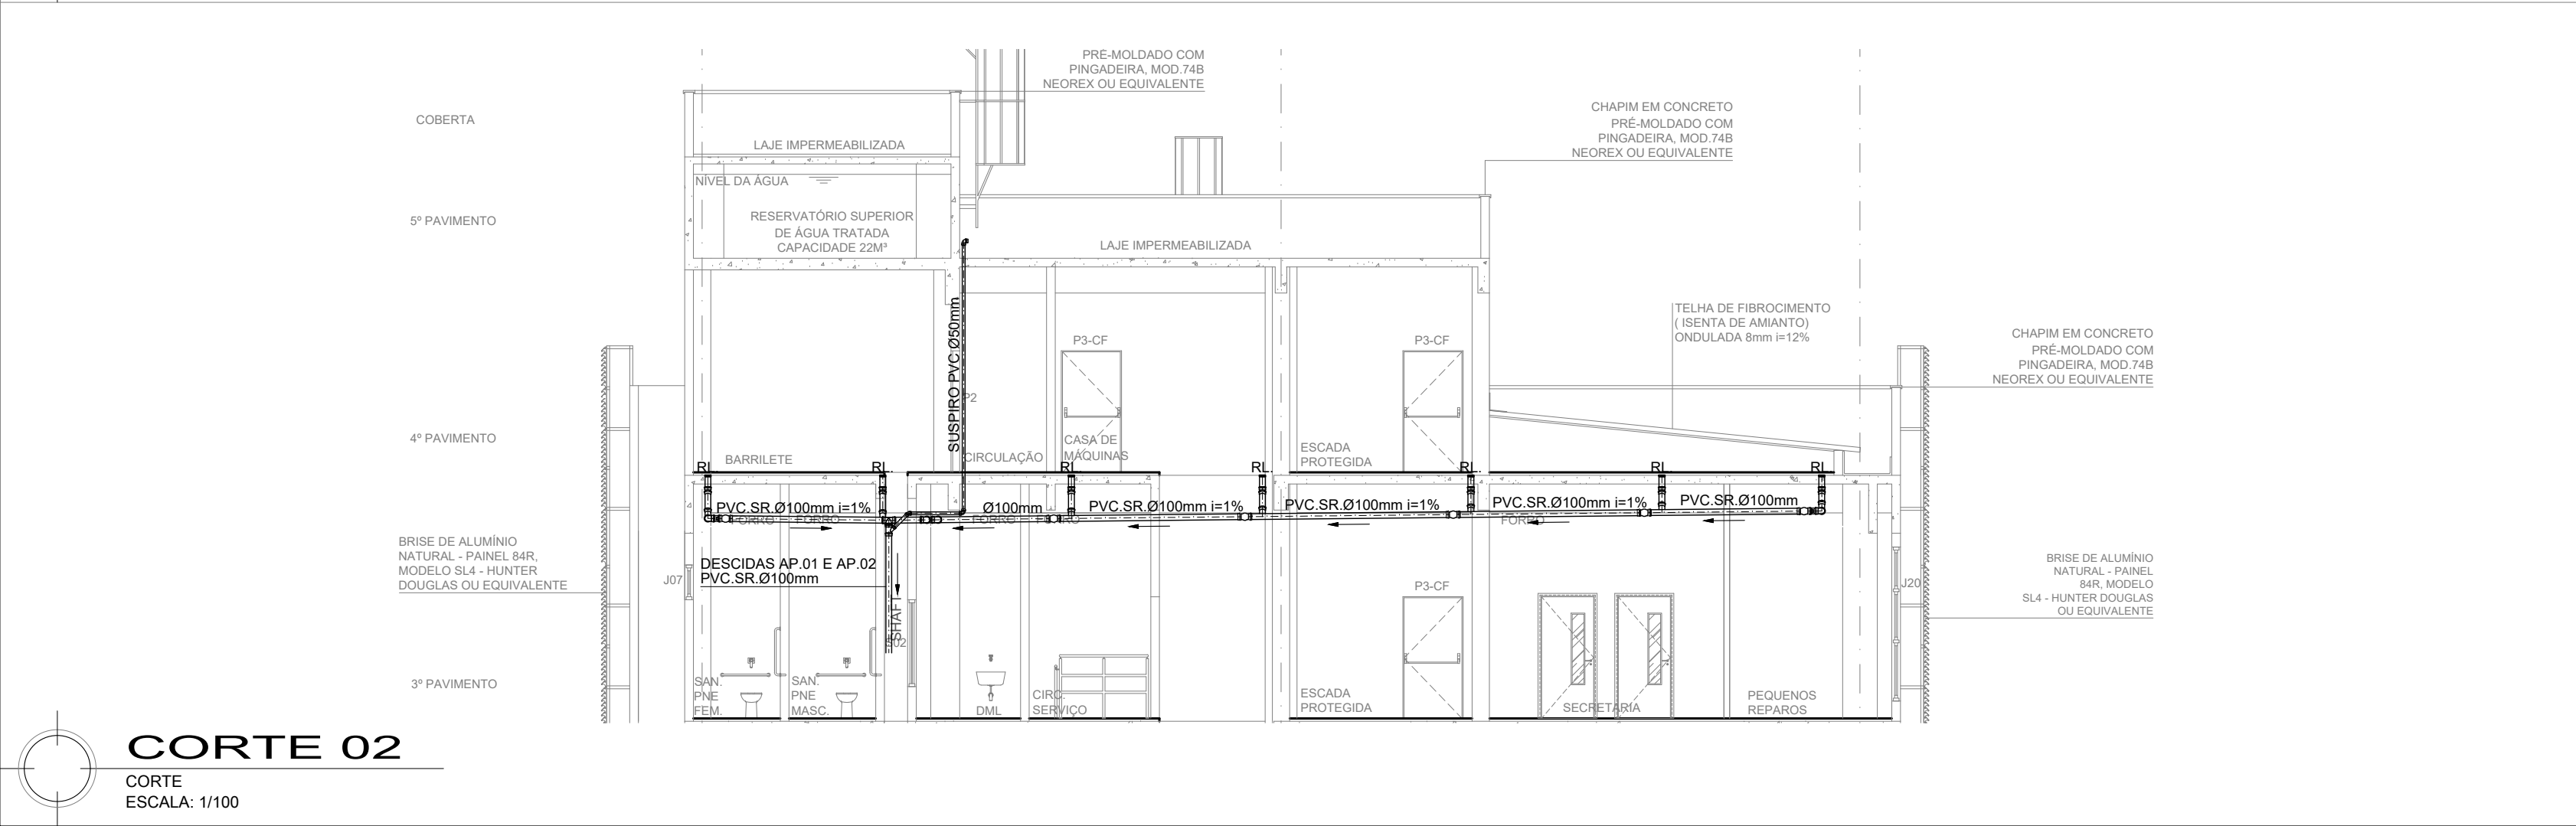 PRÉ-MOLDADO COM
PINGADEIRA, MOD.74B
NEOREX OU EQUIVALENTE
CHAPIM EM CONCRETO
PRÉ-MOLDADO COM
PINGADEIRA, MOD.74B
NEOREX OU EQUIVALENTE
COBERTA
LAJE IMPERMEABILIZADA
NÍVEL DA ÁGUA
5º PAVIMENTO
RESERVATÓRIO SUPERIOR
DE ÁGUA TRATADA
CAPACIDADE 22M³
LAJE IMPERMEABILIZADA
SUSPIRO PVC.Ø50mm
P3-CF
P3-CF
TELHA DE FIBROCIMENTO
( ISENTA DE AMIANTO)
ONDULADA 8mm i=12%
CHAPIM EM CONCRETO
PRÉ-MOLDADO COM
PINGADEIRA, MOD.74B
NEOREX OU EQUIVALENTE
P2
4º PAVIMENTO
BARRILETE
CIRCULAÇÃO
CASA DE
MÁQUINAS
ESCADA
PROTEGIDA
RL.
RL.
RL.
RL.
RL.
RL.
RL.
PVC.SR.Ø100mm i=1%
Ø100mm
PVC.SR.Ø100mm i=1%
PVC.SR.Ø100mm i=1%
PVC.SR.Ø100mm i=1%
PVC.SR.Ø100mm
FORRO
FORRO
FORRO
FORRO
BRISE DE ALUMÍNIO
NATURAL - PAINEL 84R,
MODELO SL4 - HUNTER
DOUGLAS OU EQUIVALENTE
J07
DESCIDAS AP.01 E AP.02
PVC.SR.Ø100mm
SHAFT
P3-CF
J20
BRISE DE ALUMÍNIO
NATURAL - PAINEL
84R, MODELO
SL4 - HUNTER DOUGLAS
OU EQUIVALENTE
3º PAVIMENTO
SAN.
PNE
FEM.
SAN.
PNE
MASC.
DML
CIRC.
SERVIÇO
ESCADA
PROTEGIDA
SECRETARIA
PEQUENOS
REPAROS
CORTE 02
CORTE
ESCALA: 1/100